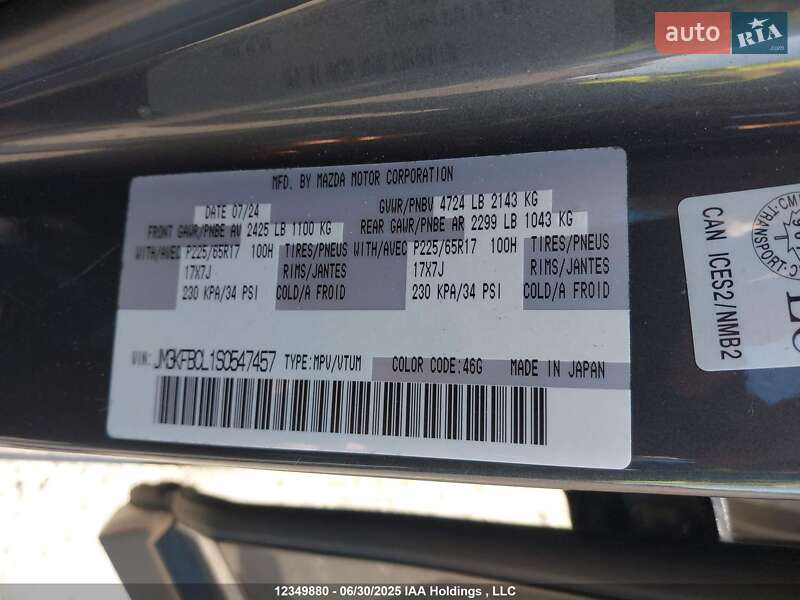 auto RIA
MFD. BY MAZDA MOTOR CORPORATION
DATE 07/24 GVWR/PNBV 4724 LB 2143 KG
FRONT GAWR/PNBE AV 2425 LB 1100 KG REAR GAWR/PNBE AR 2299 LB 1043 KG
WITH/AVEC P225/65R17 100H TIRES/PNEUS WITH/AVEC P225/65R17 100H TIRES/PNEUS
17X7J RIMS/JANTES 17X7J RIMS/JANTES
230 KPA/34 PSI COLD/A FROID 230 KPA/34 PSI COLD/A FROID
VIN: JM3KFBCL1S0547457 TYPE:MPV/VTUM COLOR CODE:46G MADE IN JAPAN
CAN ICES2/NMB2
TRANSPORT
12349880 - 06/30/2025 IAA Holdings , LLC